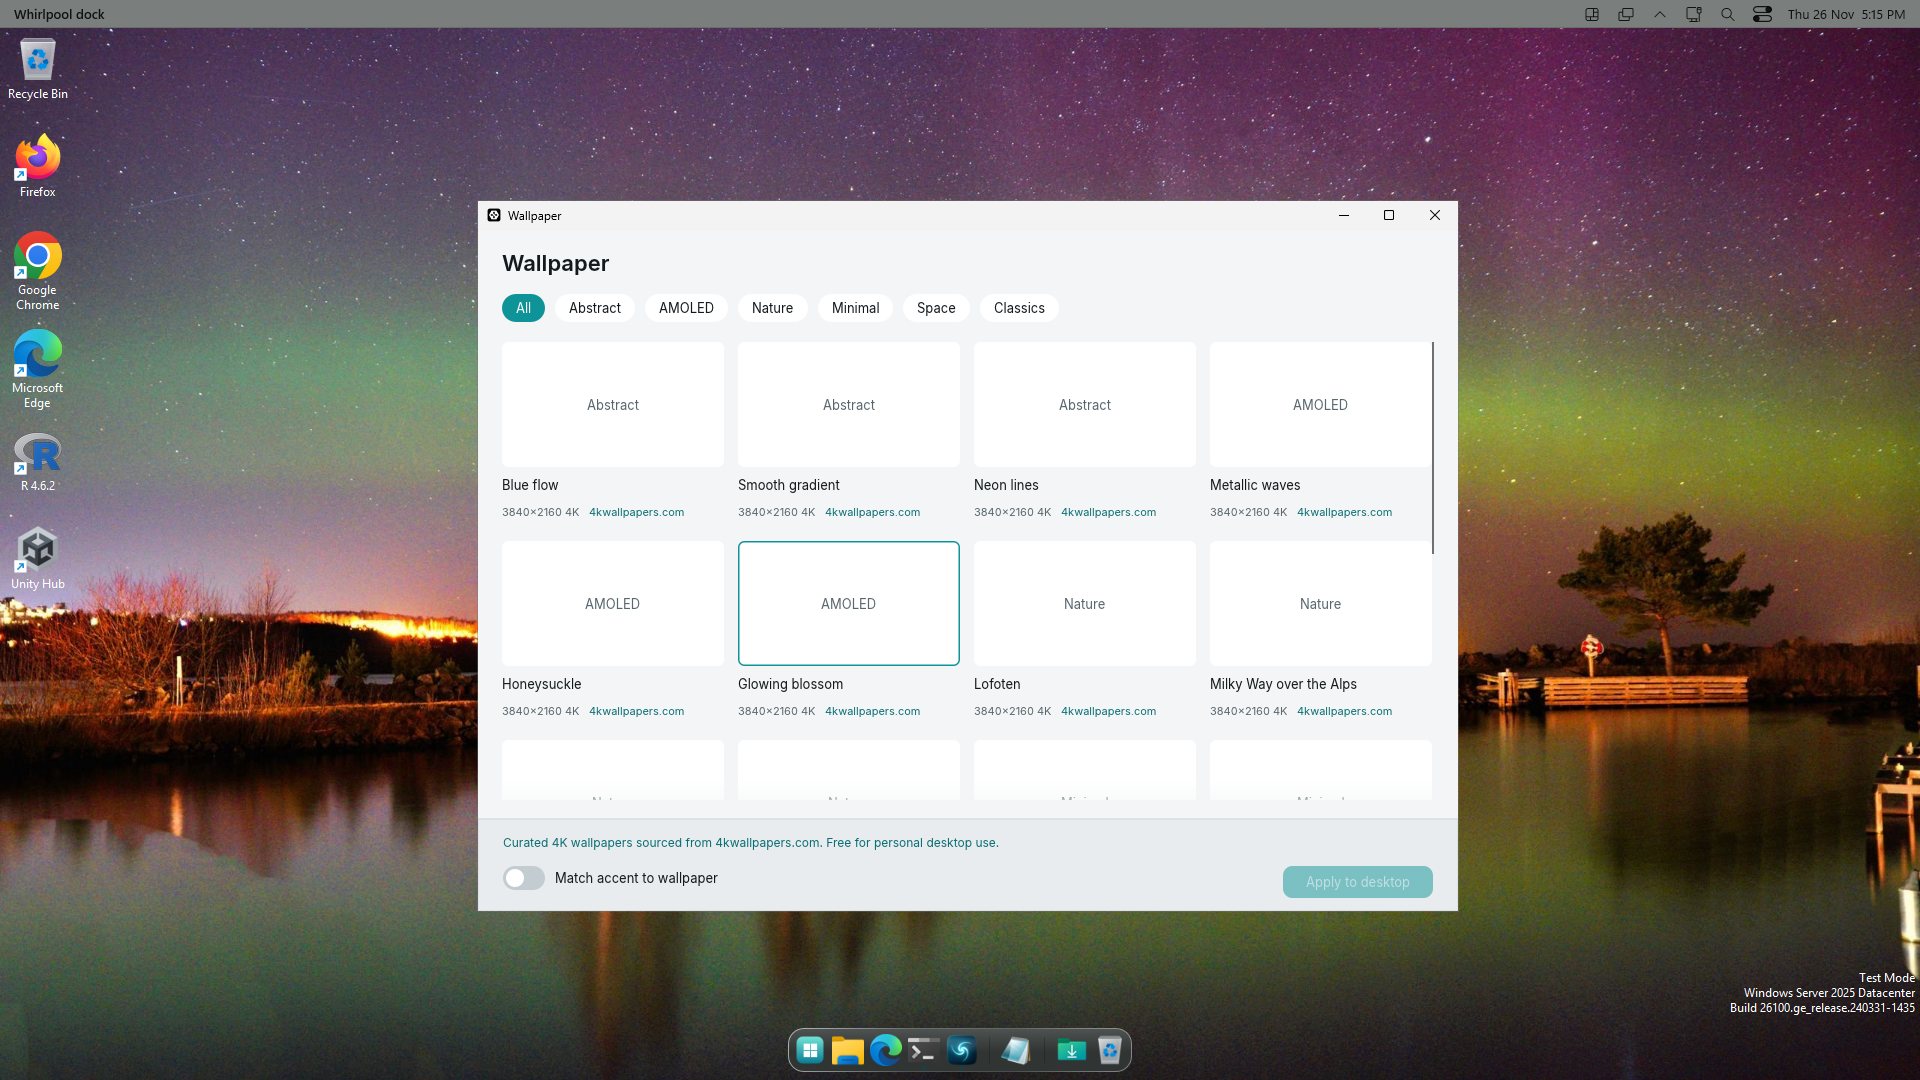 Whirlpool dock
Thu 26 Nov 5:15 PM
Recycle Bin
Firefox
Google
Chrome
Microsoft
Edge
R 4.6.2
Unity Hub
Wallpaper
Wallpaper
All
Abstract
AMOLED
Nature
Minimal
Space
Classics
Abstract
Abstract
Abstract
AMOLED
Blue flow
Smooth gradient
Neon lines
Metallic waves
3840×2160 4K 4kwallpapers.com
3840×2160 4K 4kwallpapers.com
3840×2160 4K 4kwallpapers.com
3840×2160 4K 4kwallpapers.com
AMOLED
AMOLED
Nature
Nature
Honeysuckle
Glowing blossom
Lofoten
Milky Way over the Alps
3840×2160 4K 4kwallpapers.com
3840×2160 4K 4kwallpapers.com
3840×2160 4K 4kwallpapers.com
3840×2160 4K 4kwallpapers.com
Curated 4K wallpapers sourced from 4kwallpapers.com. Free for personal desktop use.
Match accent to wallpaper
Apply to desktop
Test Mode
Windows Server 2025 Datacenter
Build 26100.ge_release.240331-1435